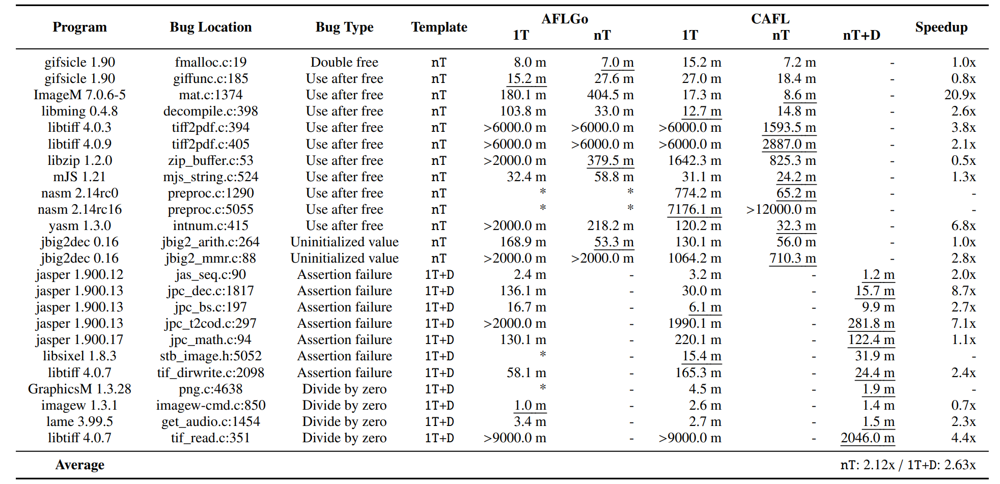 Program Bug Location Bug Type Template AFLGo CAFL Speedup
1T nT 1T nT nT+D
gifsicle 1.90 fmalloc.c:19 Double free nT 8.0 m 7.0 m 15.2 m 7.2 m - 1.0x
gifsicle 1.90 giffunc.c:185 Use after free nT 15.2 m 27.6 m 27.0 m 18.4 m - 0.8x
ImageM 7.0.6-5 mat.c:1374 Use after free nT 180.1 m 404.5 m 17.3 m 8.6 m - 20.9x
libming 0.4.8 decompile.c:398 Use after free nT 103.8 m 33.0 m 12.7 m 14.8 m - 2.6x
libtiff 4.0.3 tiff2pdf.c:394 Use after free nT >6000.0 m >6000.0 m >6000.0 m 1593.5 m - 3.8x
libtiff 4.0.9 tiff2pdf.c:405 Use after free nT >6000.0 m >6000.0 m >6000.0 m 2887.0 m - 2.1x
libzip 1.2.0 zip_buffer.c:53 Use after free nT >2000.0 m 379.5 m 1642.3 m 825.3 m - 0.5x
mJS 1.21 mjs_string.c:524 Use after free nT 32.4 m 58.8 m 31.1 m 24.2 m - 1.3x
nasm 2.14rc0 preproc.c:1290 Use after free nT * * 774.2 m 65.2 m - -
nasm 2.14rc16 preproc.c:5055 Use after free nT * * 7176.1 m >12000.0 m - -
yasm 1.3.0 intnum.c:415 Use after free nT >2000.0 m 218.2 m 120.2 m 32.3 m - 6.8x
jbig2dec 0.16 jbig2_arith.c:264 Uninitialized value nT 168.9 m 53.3 m 130.1 m 56.0 m - 1.0x
jbig2dec 0.16 jbig2_mmr.c:88 Uninitialized value nT >2000.0 m >2000.0 m 1064.2 m 710.3 m - 2.8x
jasper 1.900.12 jas_seq.c:90 Assertion failure 1T+D 2.4 m - 3.2 m - 1.2 m 2.0x
jasper 1.900.13 jpc_dec.c:1817 Assertion failure 1T+D 136.1 m - 30.0 m - 15.7 m 8.7x
jasper 1.900.13 jpc_bs.c:197 Assertion failure 1T+D 16.7 m - 6.1 m - 9.9 m 2.7x
jasper 1.900.13 jpc_t2cod.c:297 Assertion failure 1T+D >2000.0 m - 1990.1 m - 281.8 m 7.1x
jasper 1.900.17 jpc_math.c:94 Assertion failure 1T+D 130.1 m - 220.1 m - 122.4 m 1.1x
libsixel 1.8.3 stb_image.h:5052 Assertion failure 1T+D * - 15.4 m - 31.9 m -
libtiff 4.0.7 tif_dirwrite.c:2098 Assertion failure 1T+D 58.1 m - 165.3 m - 24.4 m 2.4x
GraphicsM 1.3.28 png.c:4638 Divide by zero 1T+D * - 4.5 m - 1.9 m -
imagew 1.3.1 imagew-cmd.c:850 Divide by zero 1T+D 1.0 m - 2.6 m - 1.4 m 0.7x
lame 3.99.5 get_audio.c:1454 Divide by zero 1T+D 3.4 m - 2.7 m - 1.5 m 2.3x
libtiff 4.0.7 tif_read.c:351 Divide by zero 1T+D >9000.0 m - >9000.0 m - 2046.0 m 4.4x
Average nT: 2.12x / 1T+D: 2.63x